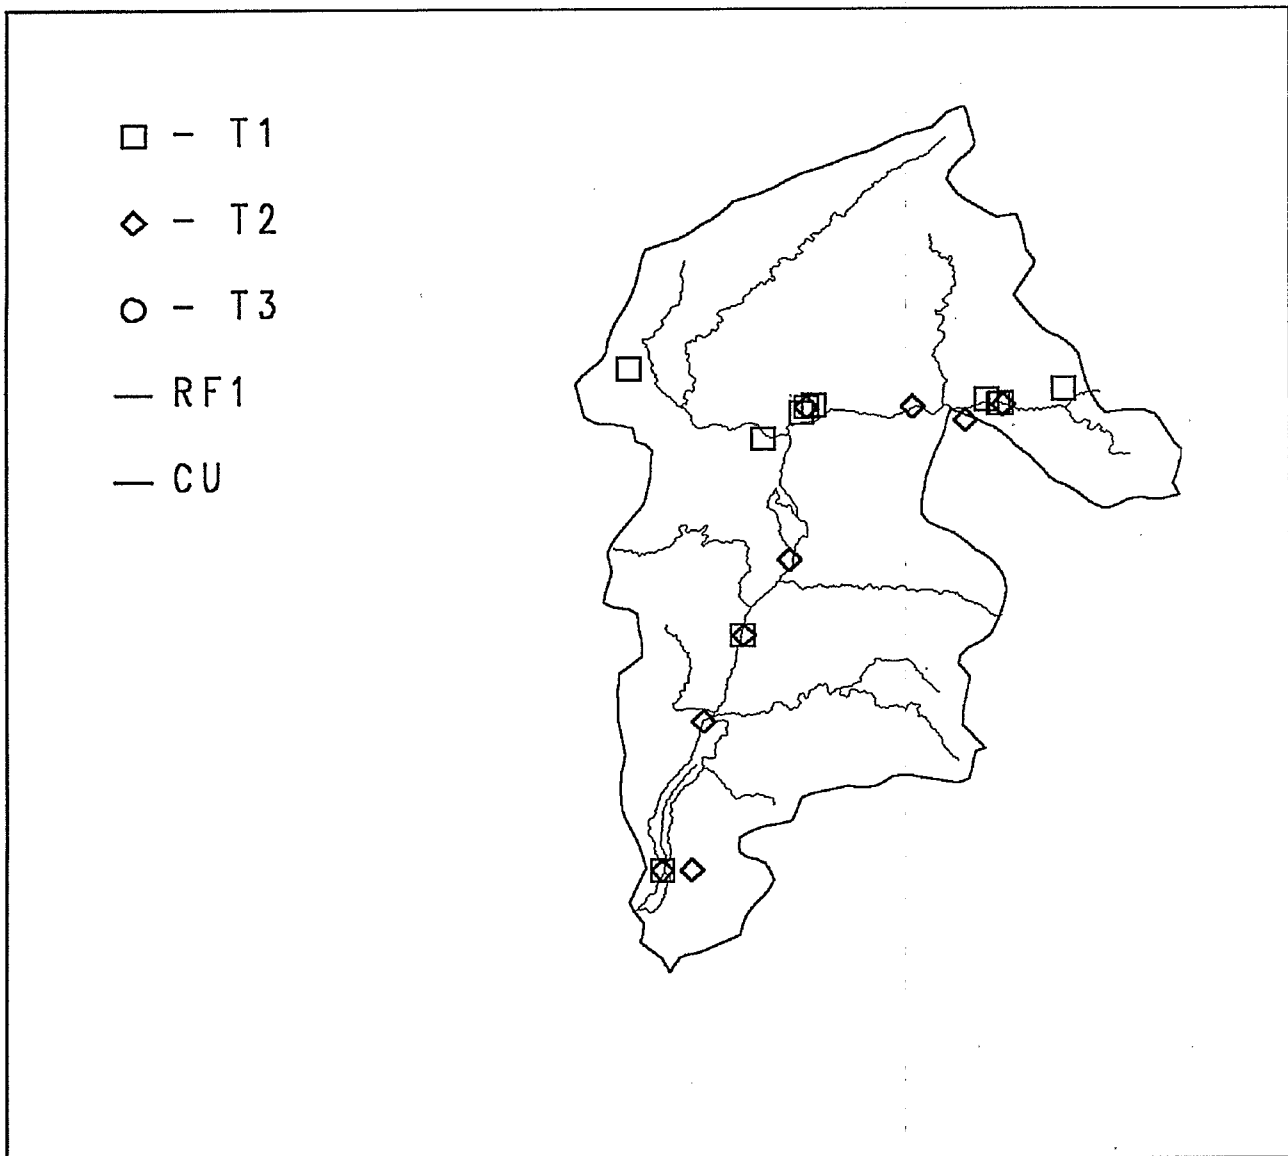 □ - T1
◇ - T2
○ - T3
— RF1
— CU